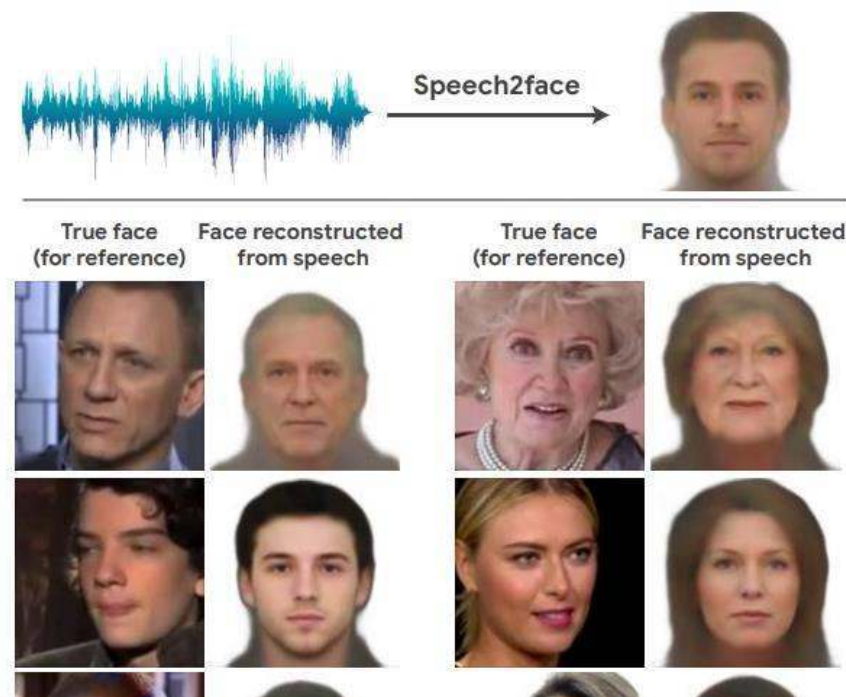 Speech2face
True face
(for reference)
Face reconstructed
from speech
True face
(for reference)
Face reconstructed
from speech